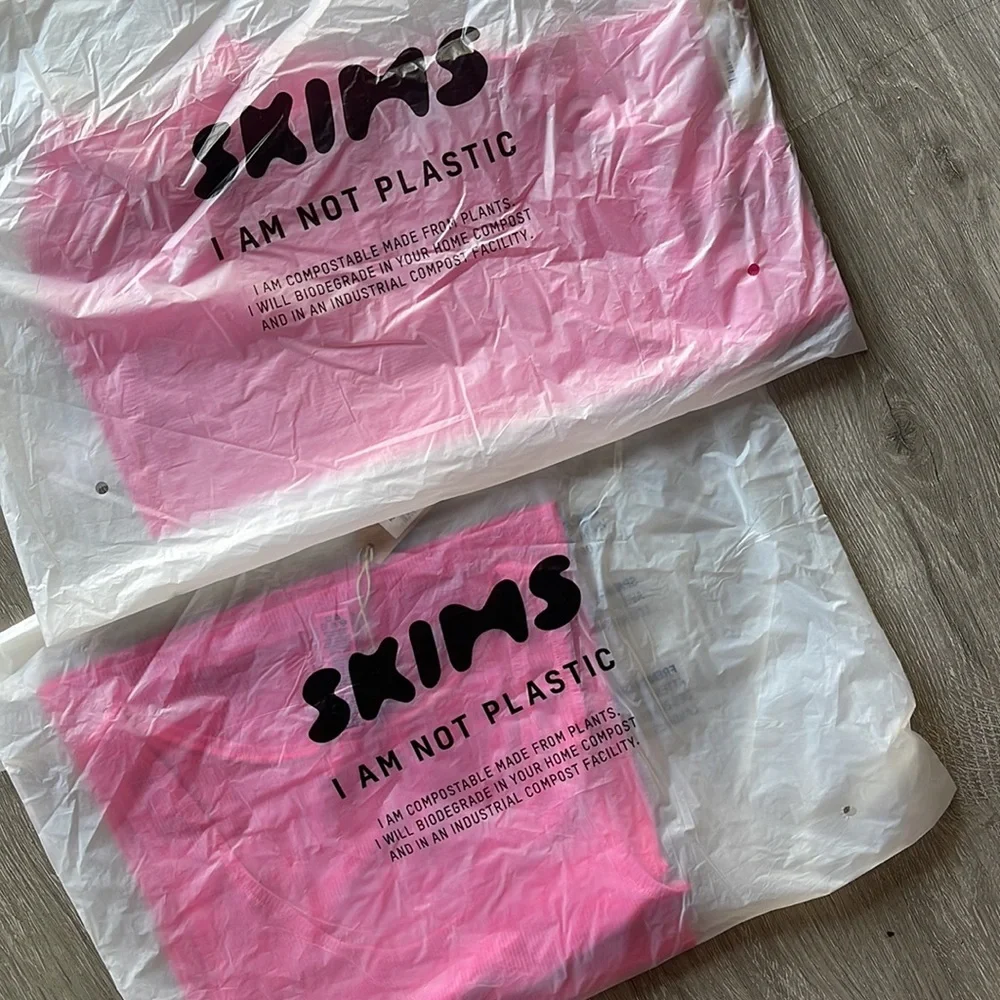 SKIMS
I AM NOT PLASTIC
I AM COMPOSTABLE MADE FROM PLANTS.
I WILL BIODEGRADE IN YOUR HOME COMPOST
AND IN AN INDUSTRIAL COMPOST FACILITY.
SKIMS
I AM NOT PLASTIC
I AM COMPOSTABLE MADE FROM PLANTS.
I WILL BIODEGRADE IN YOUR HOME COMPOST
AND IN AN INDUSTRIAL COMPOST FACILITY.